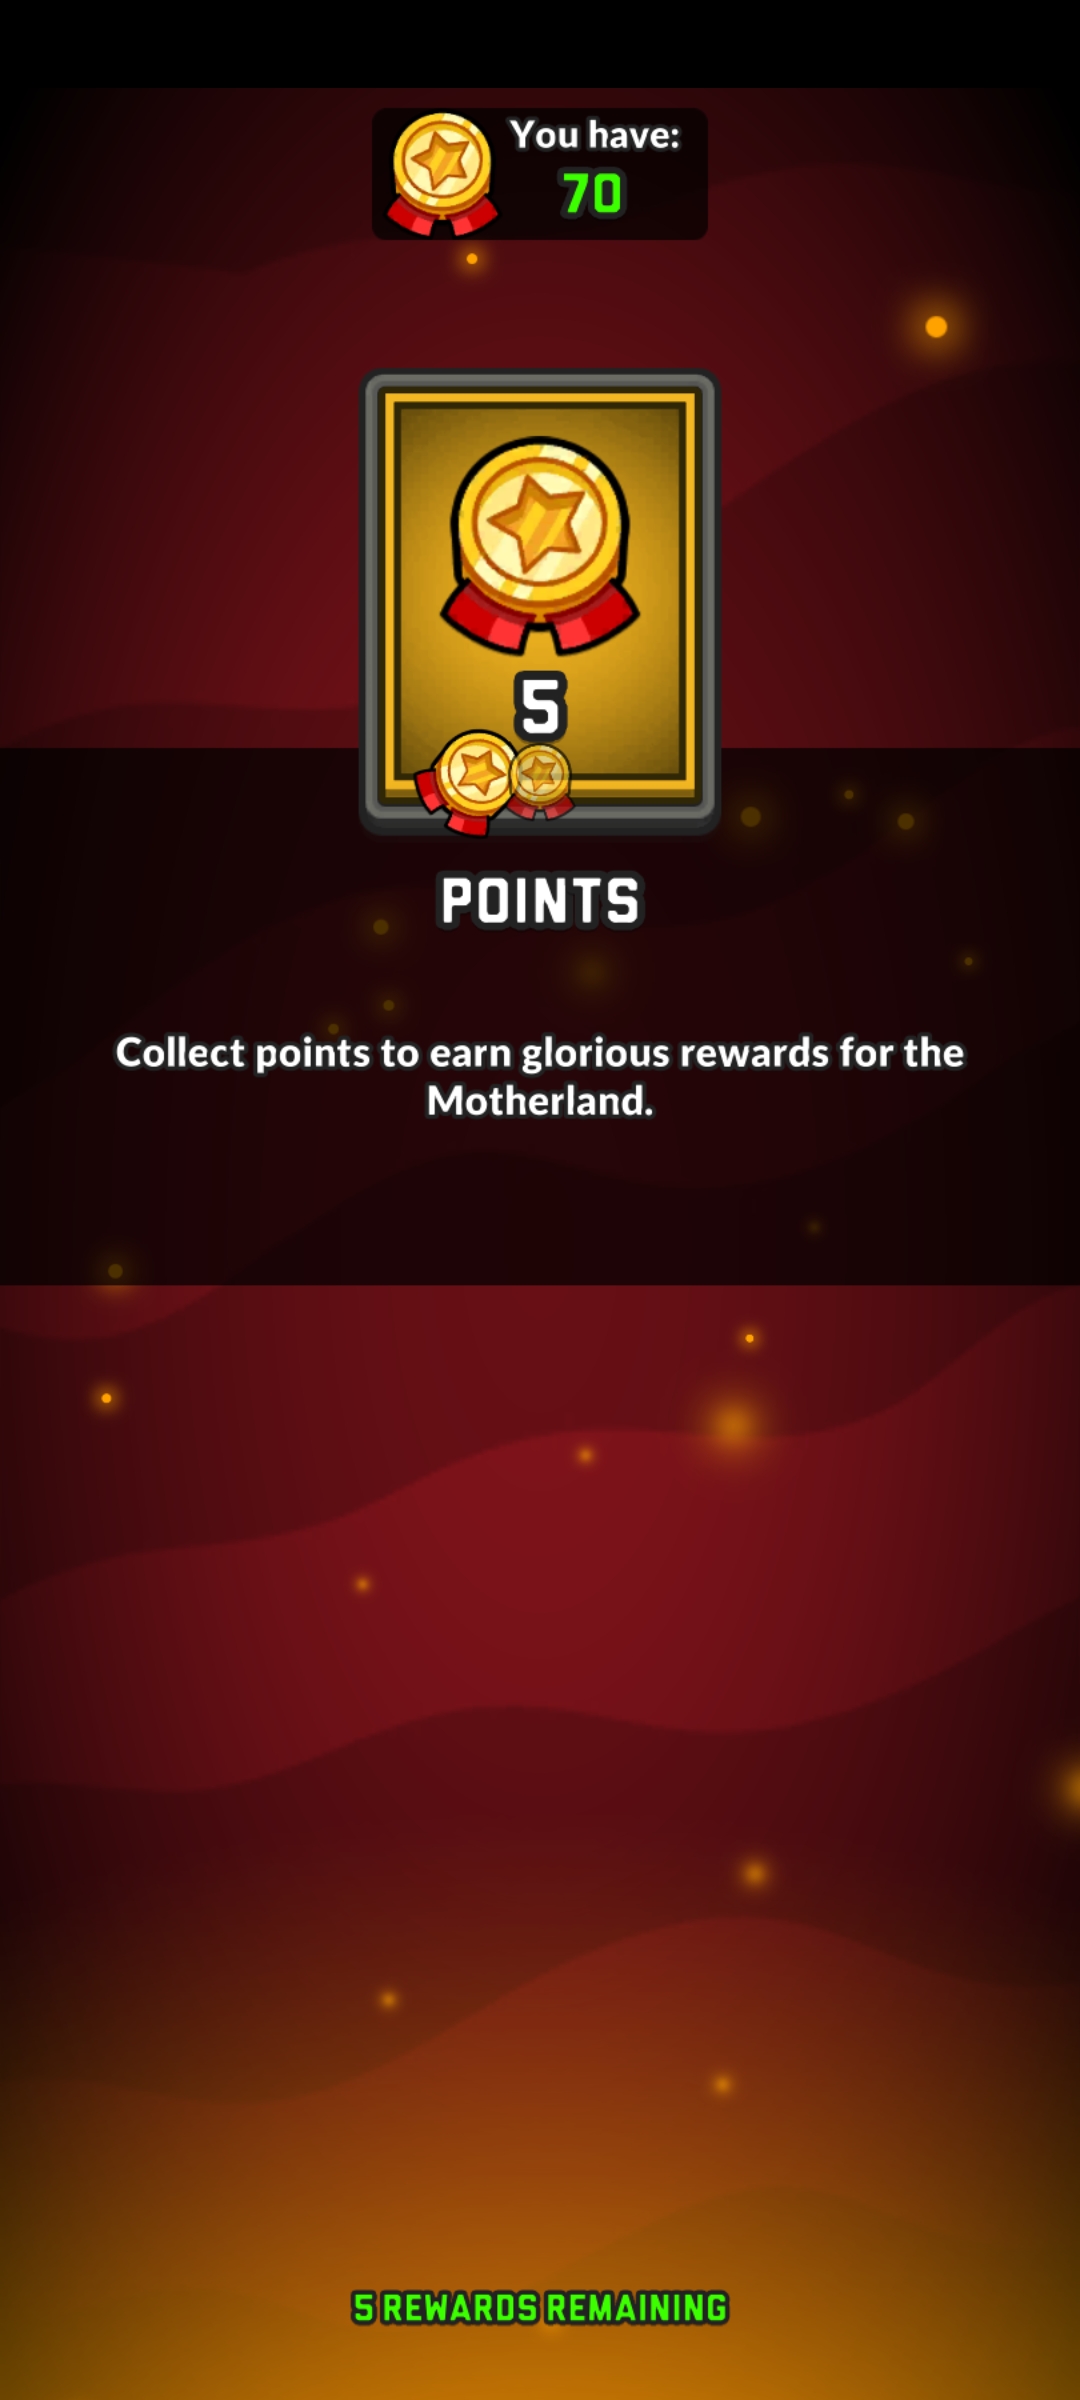 You have:
70
5
POINTS
Collect points to earn glorious rewards for the
Motherland.
5 REWARDS REMAINING